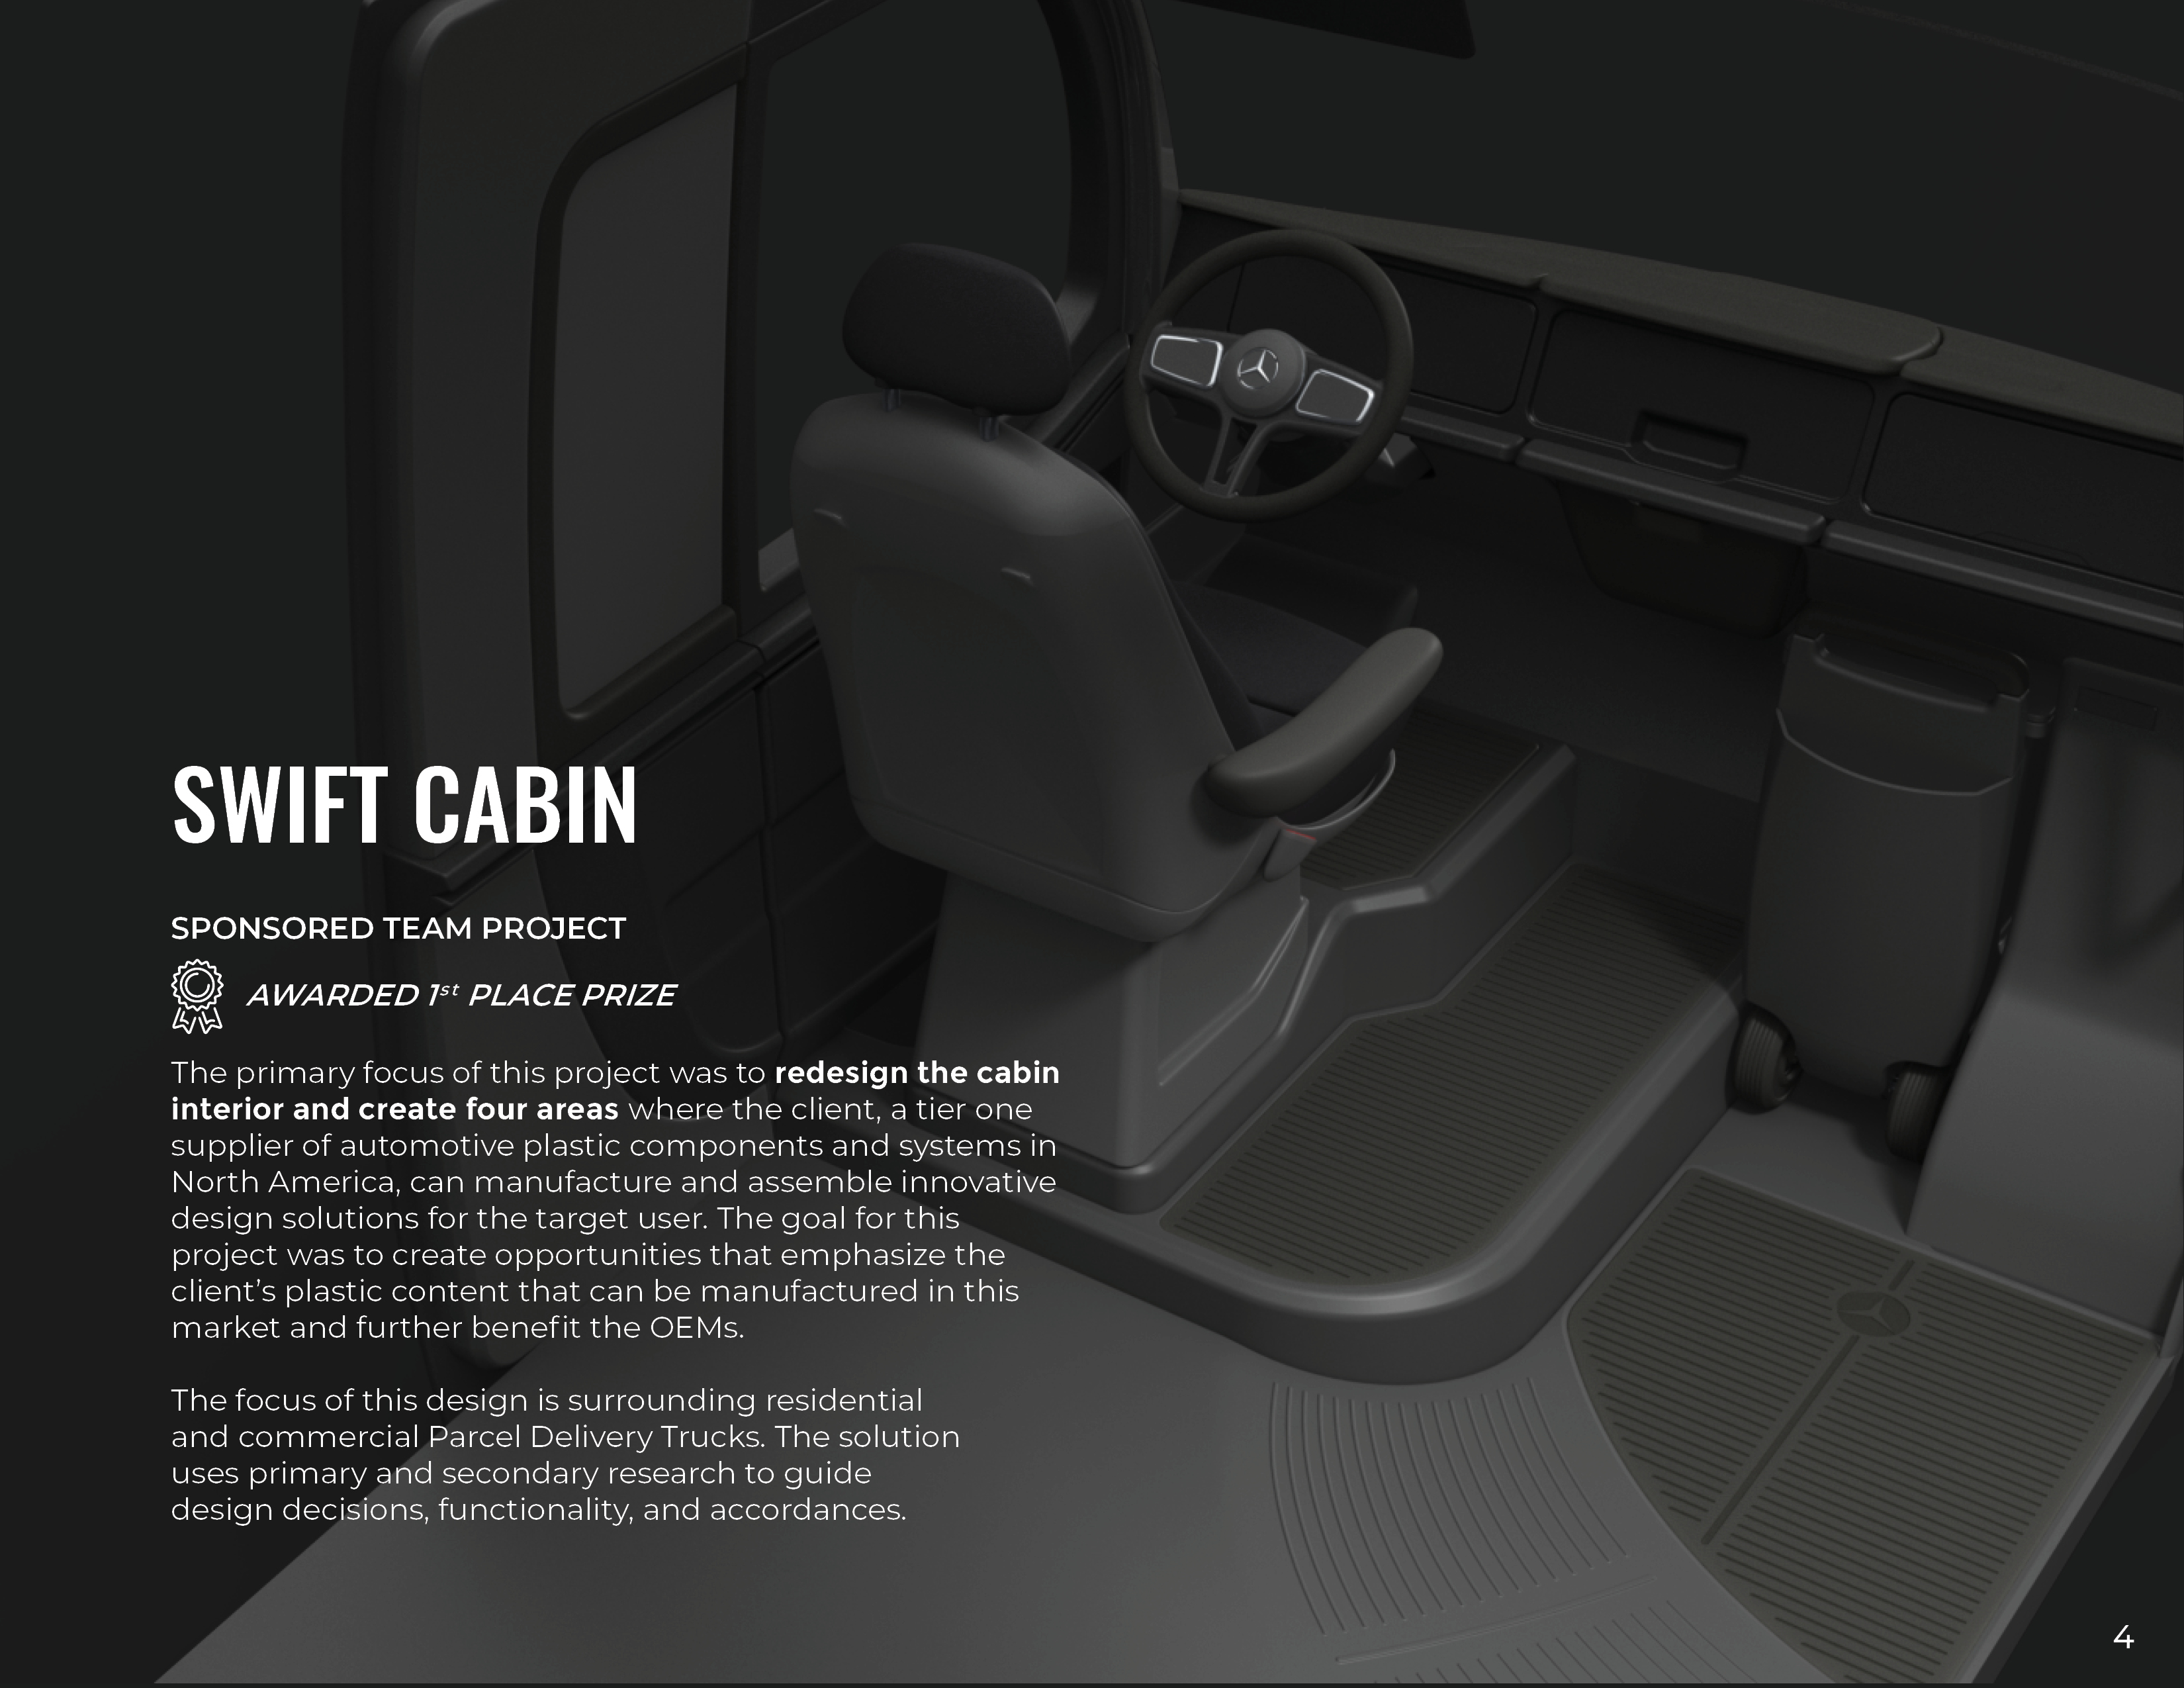 SWIFT CABIN
SPONSORED TEAM PROJECT
AWARDED 1st PLACE PRIZE
The primary focus of this project was to redesign the cabin
interior and create four areas where the client, a tier one
supplier of automotive plastic components and systems in
North America, can manufacture and assemble innovative
design solutions for the target user. The goal for this
project was to create opportunities that emphasize the
client’s plastic content that can be manufactured in this
market and further benefit the OEMs.
The focus of this design is surrounding residential
and commercial Parcel Delivery Trucks. The solution
uses primary and secondary research to guide
design decisions, functionality, and accordances.
4